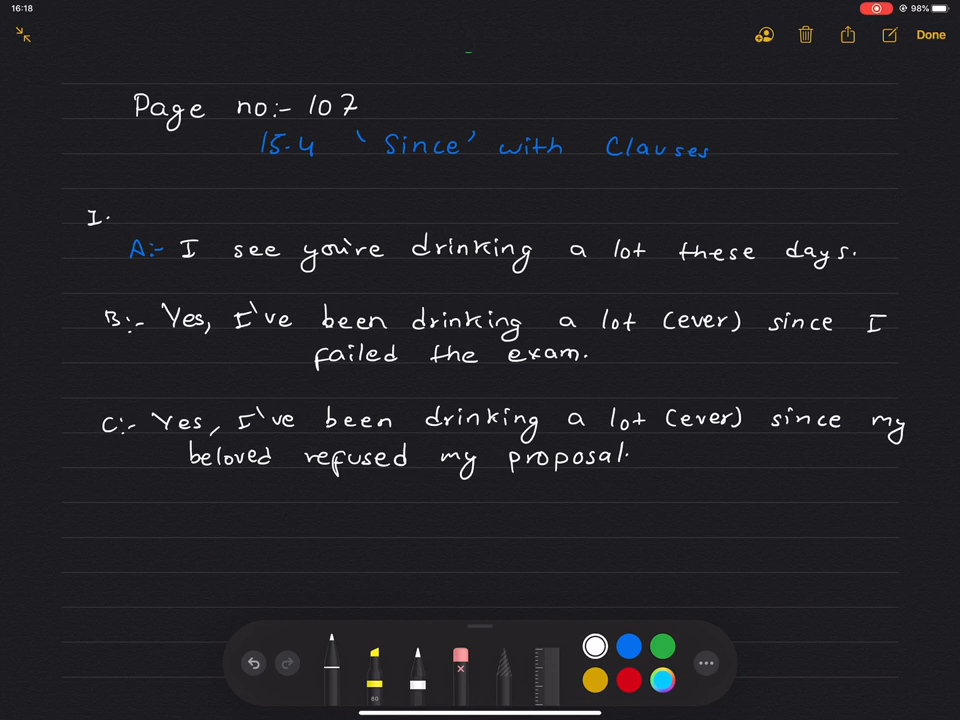 16:18
98%
Done
Page no:- 107
15.4 'Since' with Clauses
I.
A:- I see you're drinking a lot these days.
B:- Yes, I've been drinking a lot (ever) since I
failed the exam.
C:- Yes, I've been drinking a lot (ever) since my
beloved refused my proposal.
80